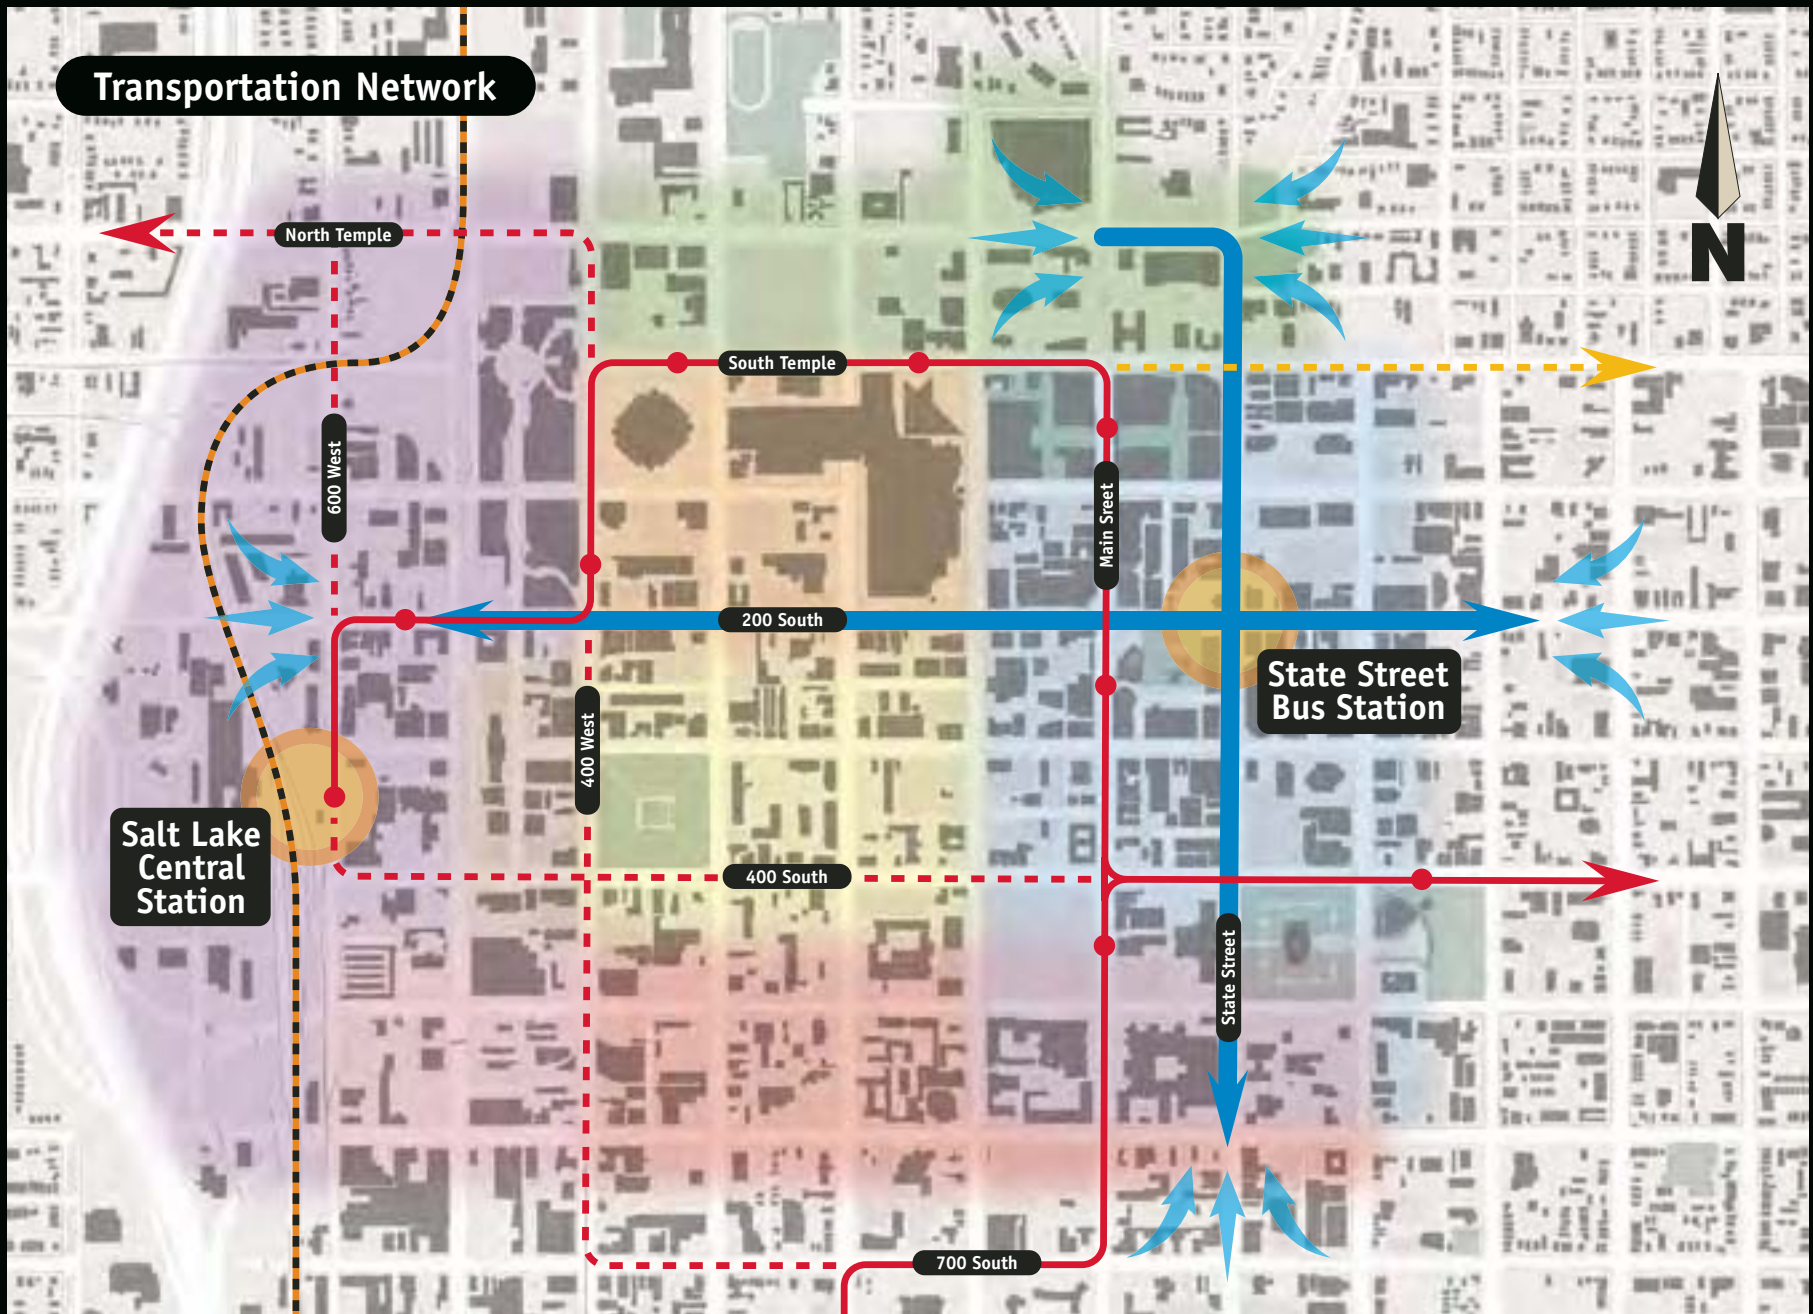 Transportation Network
N
North Temple
South Temple
600 West
Main Sreet
200 South
State Street
Bus Station
400 West
Salt Lake
Central
Station
400 South
State Street
700 South